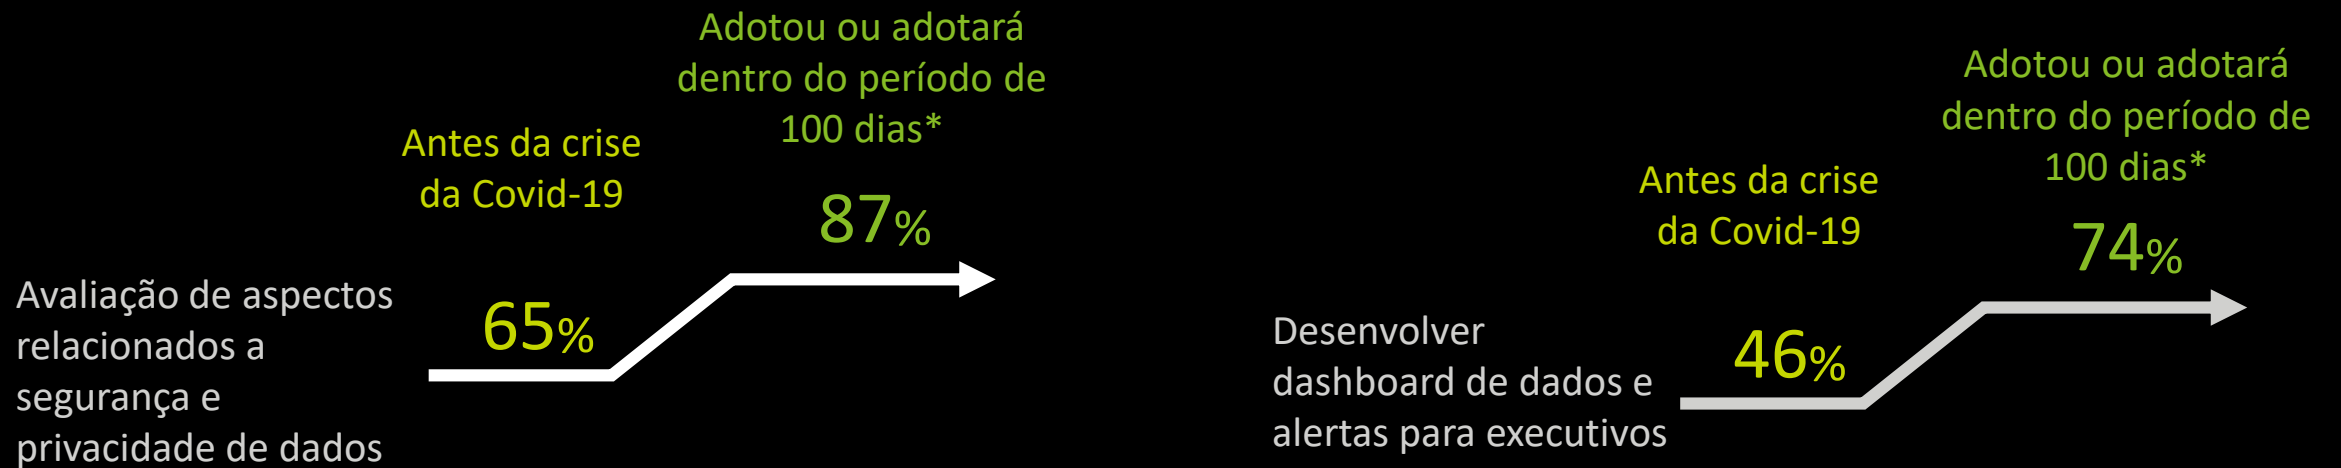 Avaliação de aspectos
relacionados a
segurança e
privacidade de dados
Antes da crise
da Covid-19
65%
Adotou ou adotará
dentro do período de
100 dias*
87%
Desenvolver
dashboard de dados e
alertas para executivos
Antes da crise
da Covid-19
46%
Adotou ou adotará
dentro do período de
100 dias*
74%